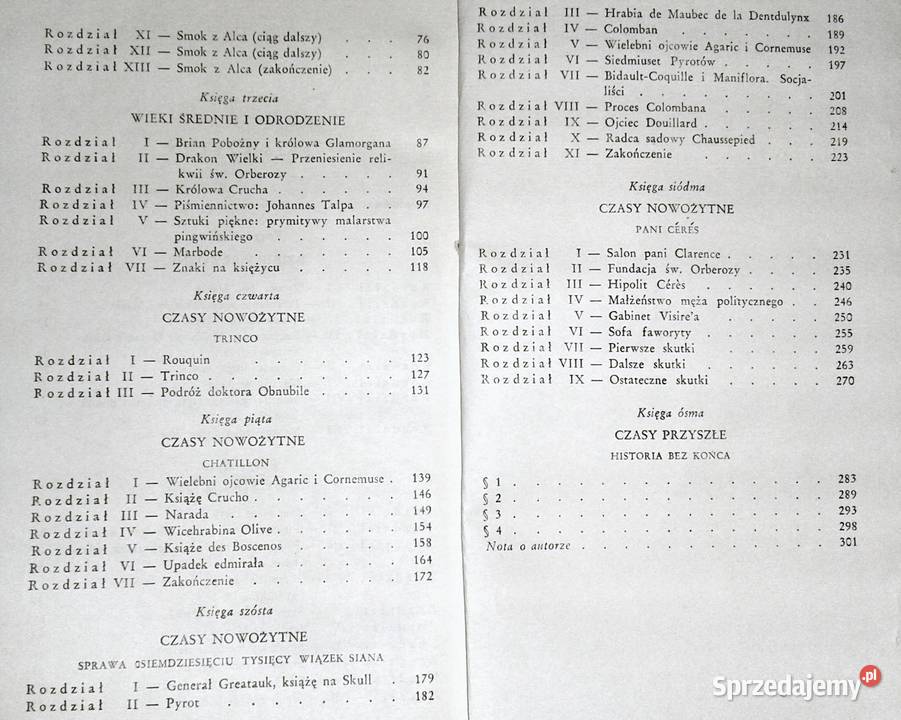 Rozdział XI — Smok z Alca (ciąg dalszy) . . . 76
Rozdział XII — Smok z Alca (ciąg dalszy) . . . 80
Rozdział XIII — Smok z Alca (zakończenie) . . . 82
Księga trzecia
WIEKI ŚREDNIE I ODRODZENIE
Rozdział I — Brian Pobożny i królowa Glamorgana 87
Rozdział II — Drakon Wielki — Przeniesienie reli-
kwii św. Orberozy . . . . . 91
Rozdział III — Królowa Crucha . . . . . . 94
Rozdział IV — Piśmiennictwo: Johannes Talpa . . 97
Rozdział V — Sztuki piękne: prymitywy malarstwa
pingwińskiego . . . . . . 100
Rozdział VI — Marbode . . . . . . 105
Rozdział VII — Znaki na księżycu . . . . . 118
Księga czwarta
CZASY NOWOŻYTNE
TRINCO
Rozdział I — Rouquin . . . . . . 123
Rozdział II — Trinco . . . . . . . . 127
Rozdział III — Podróż doktora Obnubile . . . . 131
Księga piąta
CZASY NOWOŻYTNE
CHATILLON
Rozdział I — Wielebni ojcowie Agaric i Cornemuse . 139
Rozdział II — Książę Crucho . . . . . . . 146
Rozdział III — Narada . . . . . . . 149
Rozdział IV — Wicehrabina Olive . . . . . . 154
Rozdział V — Książe des Boscenos . . . . . 158
Rozdział VI — Upadek edmirała . . . . . . 164
Rozdział VII — Zakończenie . . . . . . 172
Księga szósta
CZASY NOWOŻYTNE
SPRAWA OSIEMDZIESIĘCIU TYSIĘCY WIĄZEK SIANA
Rozdział I — Generał Greatauk, książę na Skull . 179
Rozdział II — Pyrot . . . . . . . 182
Rozdział III — Hrabia de Maubec de la Dentdulynx 186
Rozdział IV — Colomban . . . . . . 189
Rozdział V — Wielebni ojcowie Agaric i Cornemuse 192
Rozdział VI — Siedmiuset Pyrotów . . . . . 197
Rozdział VII — Bidault-Coquille i Maniflora. Socja-
liści . . . . . . . . . 201
Rozdział VIII — Proces Colombana . . . . . 208
Rozdział IX — Ojciec Douillard . . . . . . 214
Rozdział X — Radca sadowy Chaussepied . . . 219
Rozdział XI — Zakończenie . . . . . 223
Księga siódma
CZASY NOWOŻYTNE
PANI CÉRÈS
Rozdział I — Salon pani Clarence . . . . . 231
Rozdział II — Fundacja św. Orberozy . . . . 235
Rozdział III — Hipolit Cérès . . . . . . 240
Rozdział IV — Małżeństwo męża politycznego . . 246
Rozdział V — Gabinet Visire'a . . . . . 250
Rozdział VI — Sofa faworyty . . . . . . 255
Rozdział VII — Pierwsze skutki . . . . . 259
Rozdział VIII — Dalsze skutki . . . . . . 263
Rozdział IX — Ostateczne skutki . . . . . 270
Księga ósma
CZASY PRZYSZŁE
HISTORIA BEZ KOŃCA
§ 1 . . . . . . . . . . . . 283
§ 2 . . . . . . . . . . . . 289
§ 3 . . . . . . . . . . . . 293
§ 4 . . . . . . . . . . . . 298
Nota o autorze . . . . . . . . . . 301
Sprzedajemy.pl